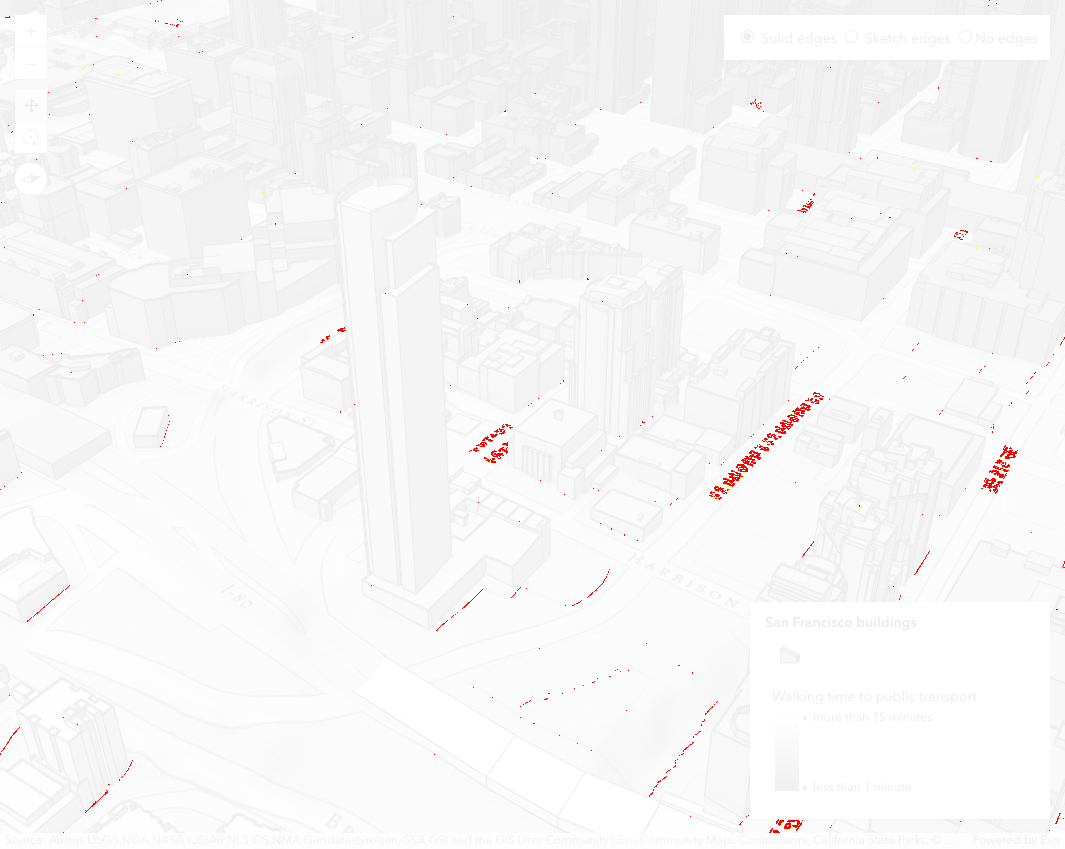 Solid edges Sketch edges No edges
I-80
HARRISON
San Francisco buildings
Walking time to public transport
more than 15 minutes
less than 1 minute
Source: Airbus,USGS,NGA,NASA,CGIAR,NLS,OS,NMA,Geodatastyrelsen,GSA,GSI and the GIS User Community | Esri Community Maps Contributors, California State Parks, © ... Powered by Esri